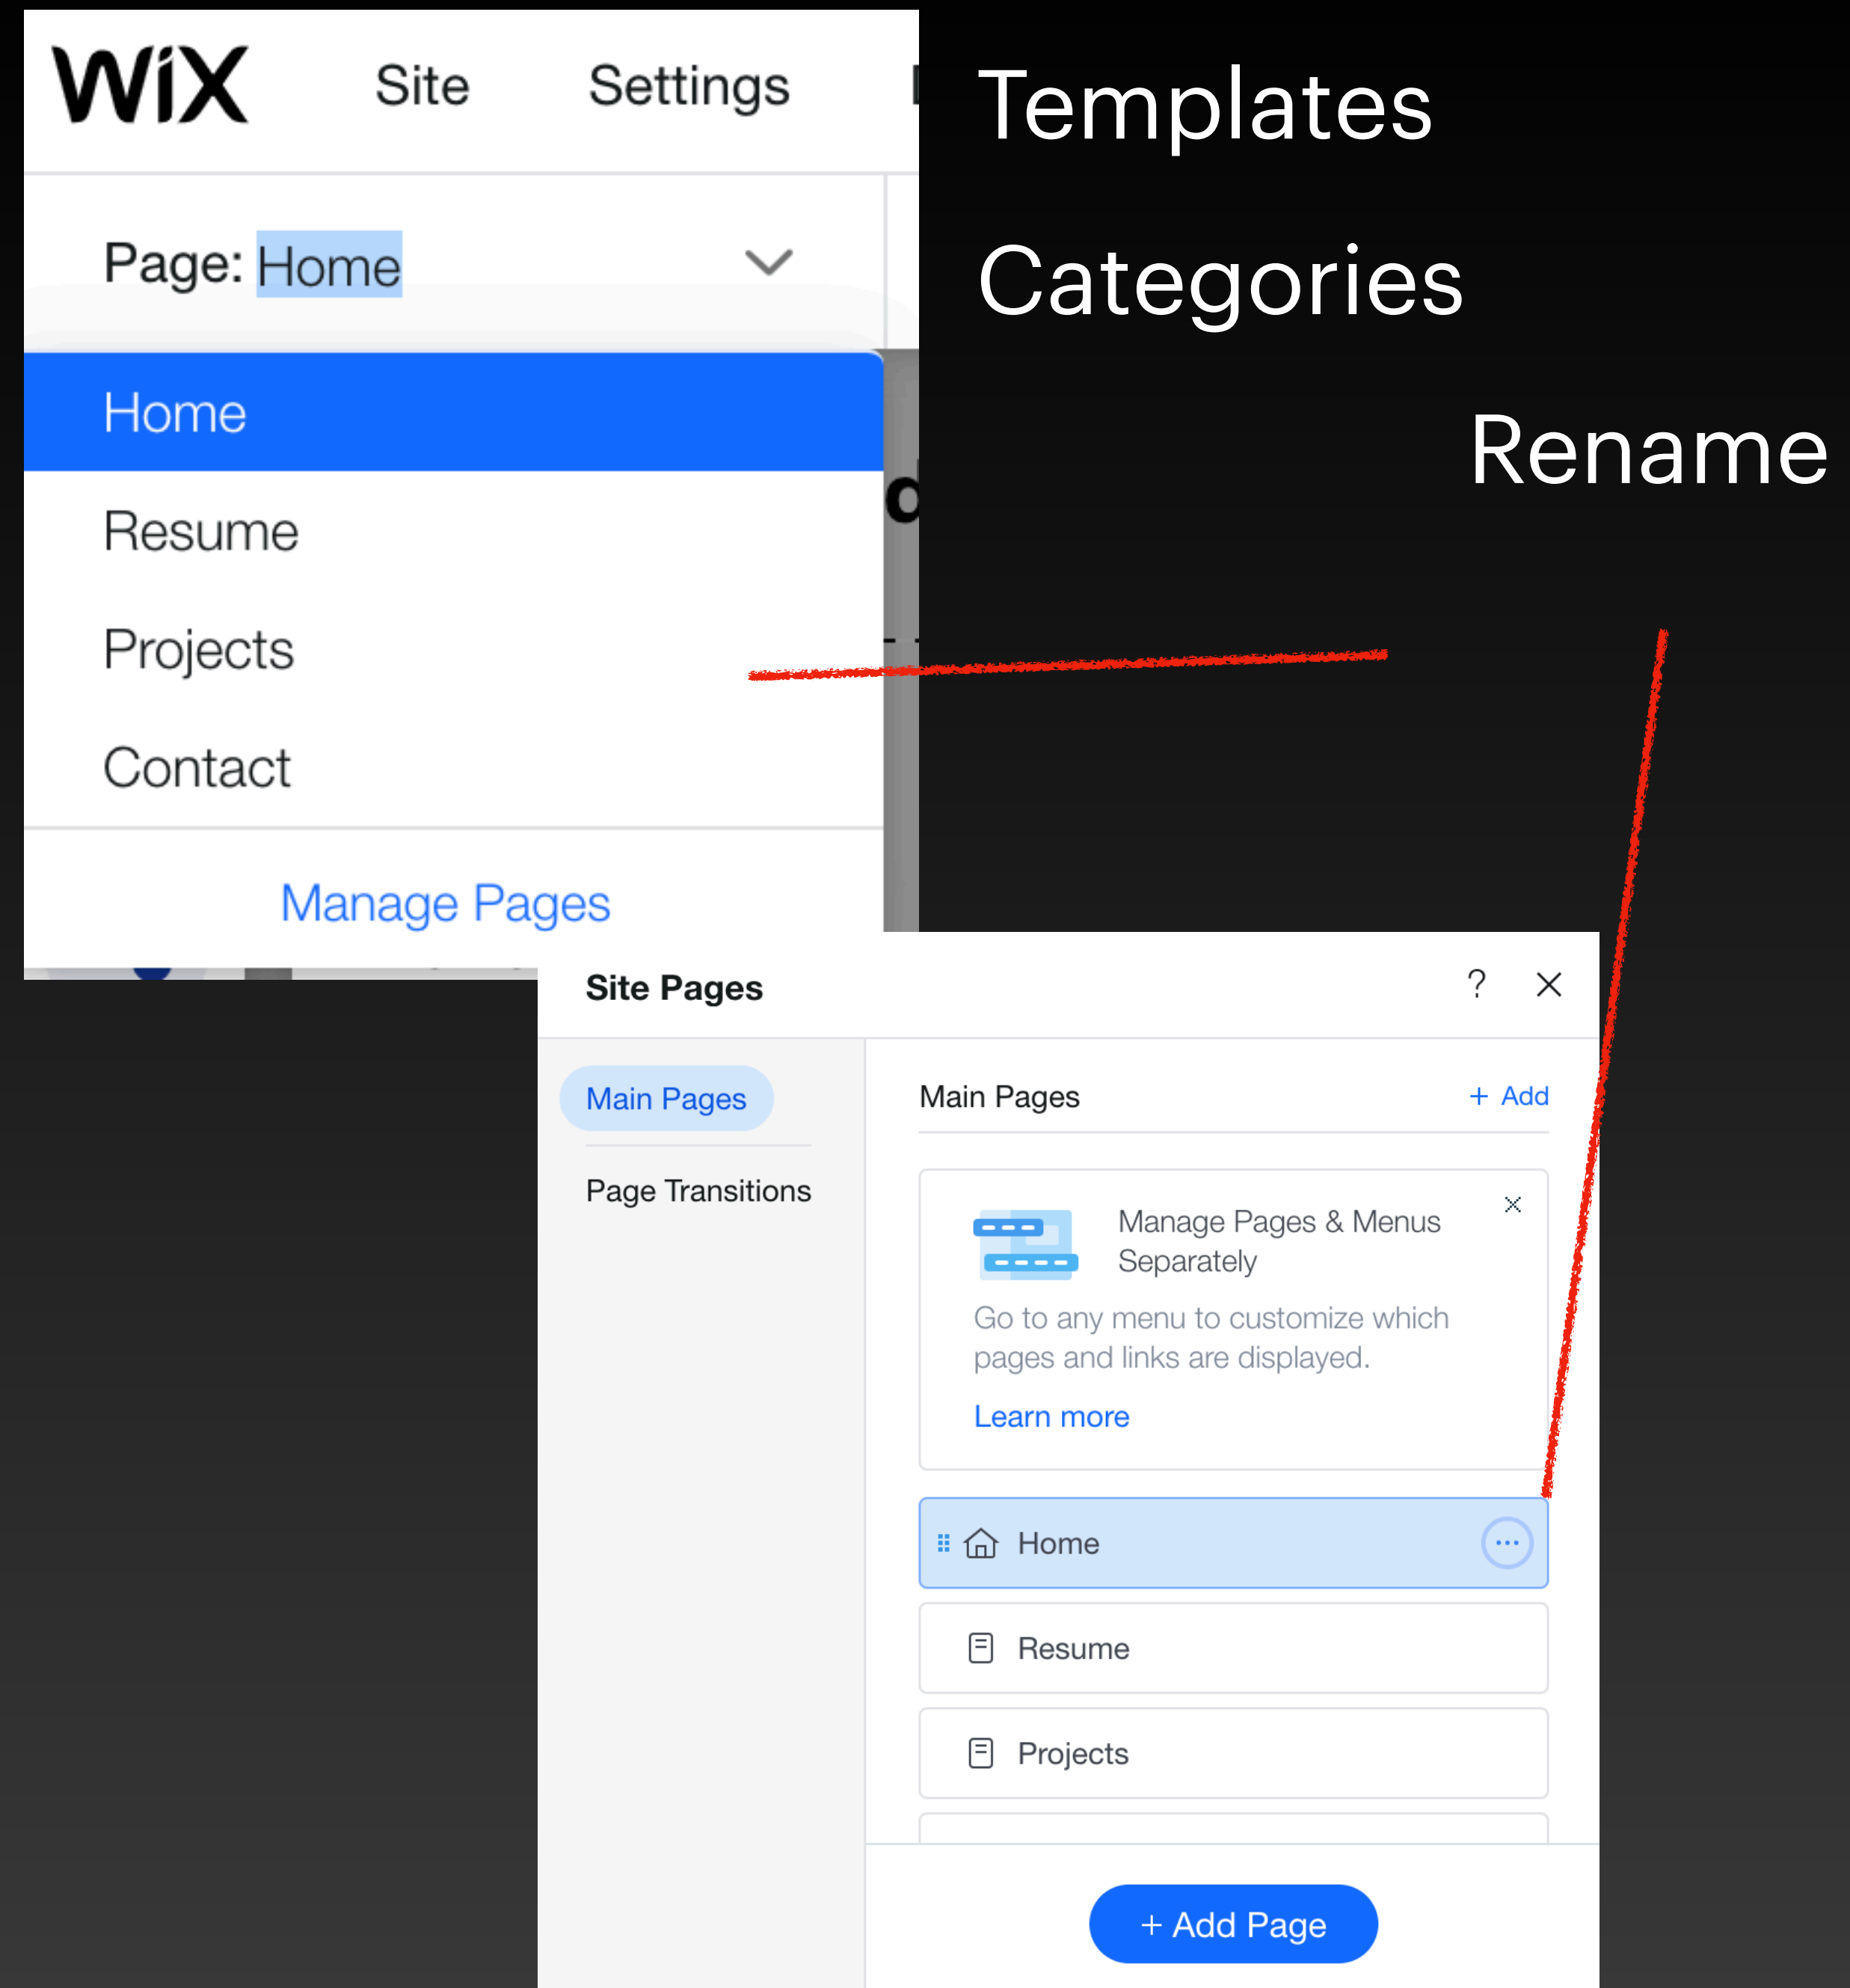 WiX Site Settings
Templates
Page: Home
Categories
Home
Rename
Resume
Projects
Contact
Manage Pages
Site Pages ?
Main Pages
Page Transitions
Main Pages + Add
Manage Pages & Menus
Separately
Go to any menu to customize which
pages and links are displayed.
Learn more
Home
Resume
Projects
+ Add Page